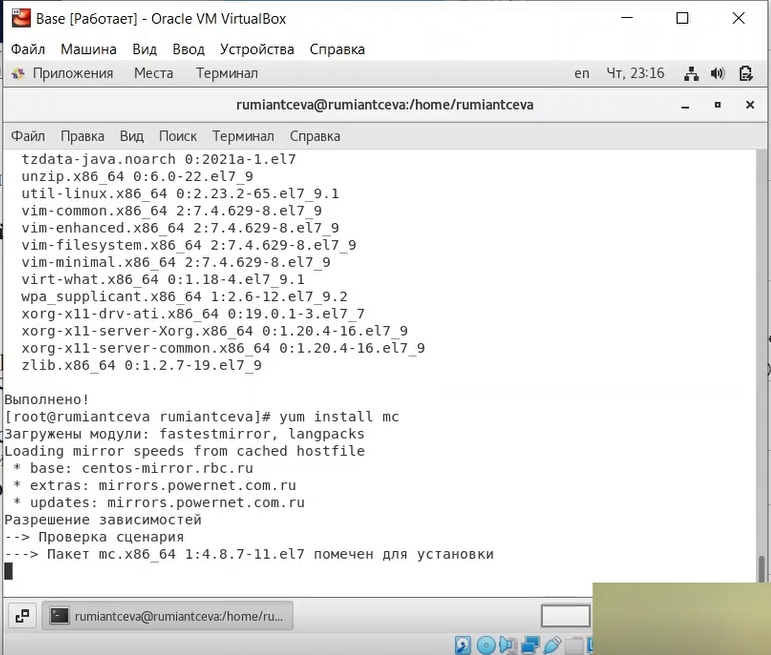 Base [Работает] - Oracle VM VirtualBox
Файл Машина Вид Ввод Устройства Справка
Приложения Места Терминал en Чт, 23:16
rumiantceva@rumiantceva:/home/rumiantceva
Файл Правка Вид Поиск Терминал Справка
tzdata-java.noarch 0:2021a-1.el7
unzip.x86_64 0:6.0-22.el7_9
util-linux.x86_64 0:2.23.2-65.el7_9.1
vim-common.x86_64 2:7.4.629-8.el7_9
vim-enhanced.x86_64 2:7.4.629-8.el7_9
vim-filesystem.x86_64 2:7.4.629-8.el7_9
vim-minimal.x86_64 2:7.4.629-8.el7_9
virt-what.x86_64 0:1.18-4.el7_9.1
wpa_supplicant.x86_64 1:2.6-12.el7_9.2
xorg-x11-drv-ati.x86_64 0:19.0.1-3.el7_7
xorg-x11-server-Xorg.x86_64 0:1.20.4-16.el7_9
xorg-x11-server-common.x86_64 0:1.20.4-16.el7_9
zlib.x86_64 0:1.2.7-19.el7_9
Выполнено!
[root@rumiantceva rumiantceva]# yum install mc
Загружены модули: fastestmirror, langpacks
Loading mirror speeds from cached hostfile
* base: centos-mirror.rbc.ru
* extras: mirrors.powernet.com.ru
* updates: mirrors.powernet.com.ru
Разрешение зависимостей
--> Проверка сценария
---> Пакет mc.x86_64 1:4.8.7-11.el7 помечен для установки
rumiantceva@rumiantceva:/home/ru...